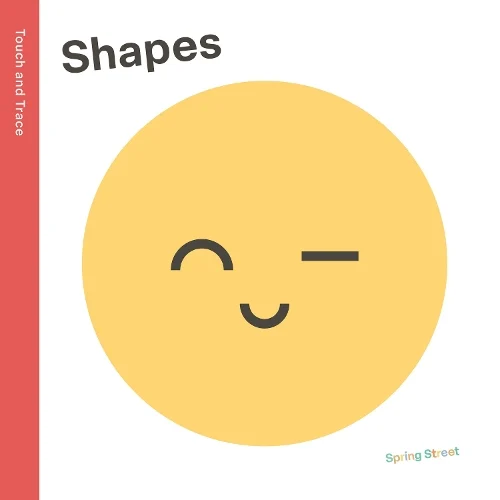 Touch and Trace
Shapes
Spring Street